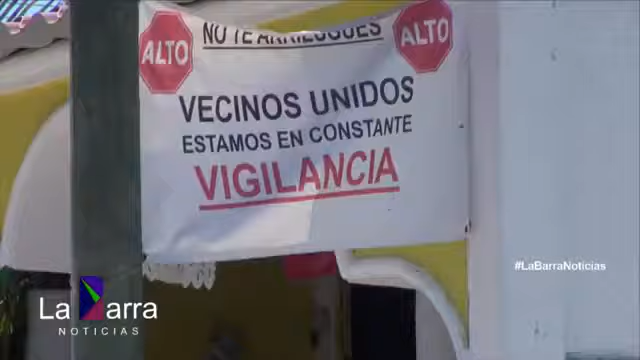 NO TE ARRIESGUES
ALTO
ALTO
VECINOS UNIDOS
ESTAMOS EN CONSTANTE
VIGILANCIA
#LaBarraNoticias
La Barra
NOTICIAS